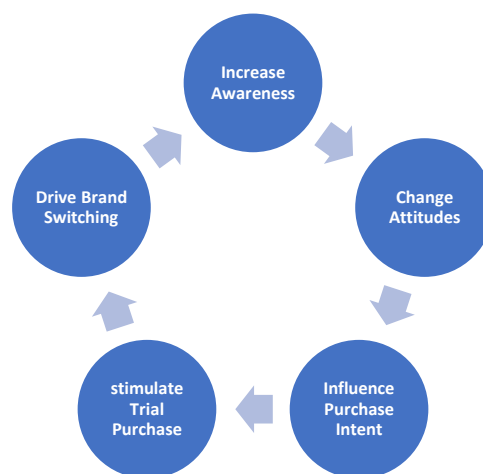 Increase
Awareness
Change
Attitudes
Influence
Purchase
Intent
stimulate
Trial
Purchase
Drive Brand
Switching